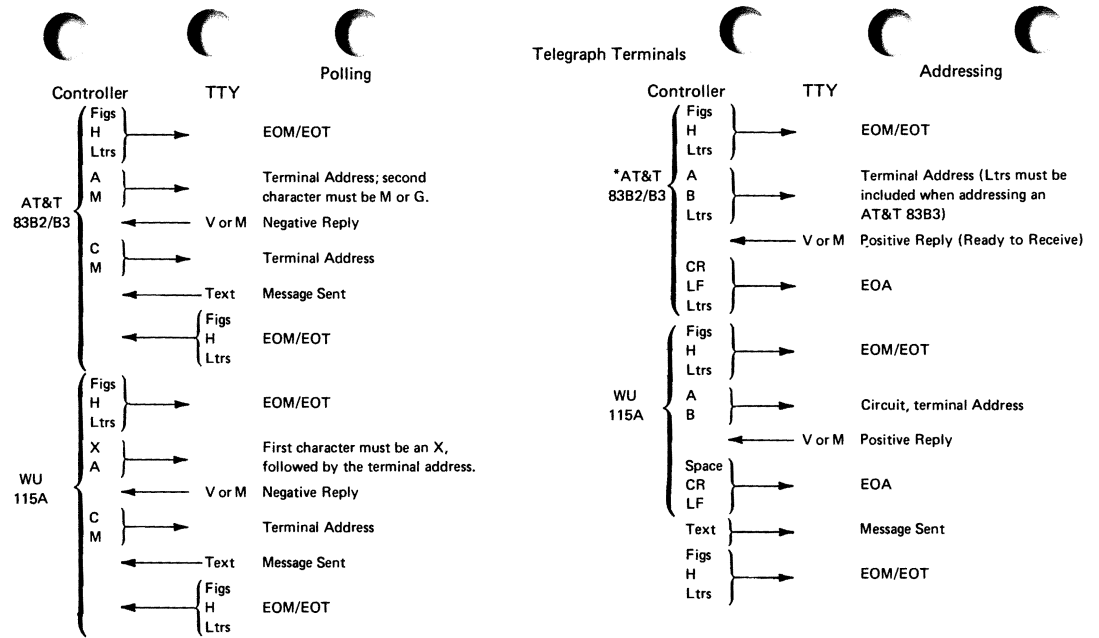 Telegraph Terminals
Polling
Controller TTY
AT&T
83B2/B3
Figs
H
Ltrs
EOM/EOT
A
M
Terminal Address; second
character must be M or G.
V or M Negative Reply
C
M
Terminal Address
Text Message Sent
Figs
H
Ltrs
EOM/EOT
WU
115A
Figs
H
Ltrs
EOM/EOT
X
A
First character must be an X,
followed by the terminal address.
V or M Negative Reply
C
M
Terminal Address
Text Message Sent
Figs
H
Ltrs
EOM/EOT
Addressing
Controller TTY
*AT&T
83B2/B3
Figs
H
Ltrs
EOM/EOT
A
B
Ltrs
Terminal Address (Ltrs must be
included when addressing an
AT&T 83B3)
V or M Positive Reply (Ready to Receive)
CR
LF
Ltrs
EOA
WU
115A
Figs
H
Ltrs
EOM/EOT
A
B
Circuit, terminal Address
V or M Positive Reply
Space
CR
LF
EOA
Text Message Sent
Figs
H
Ltrs
EOM/EOT